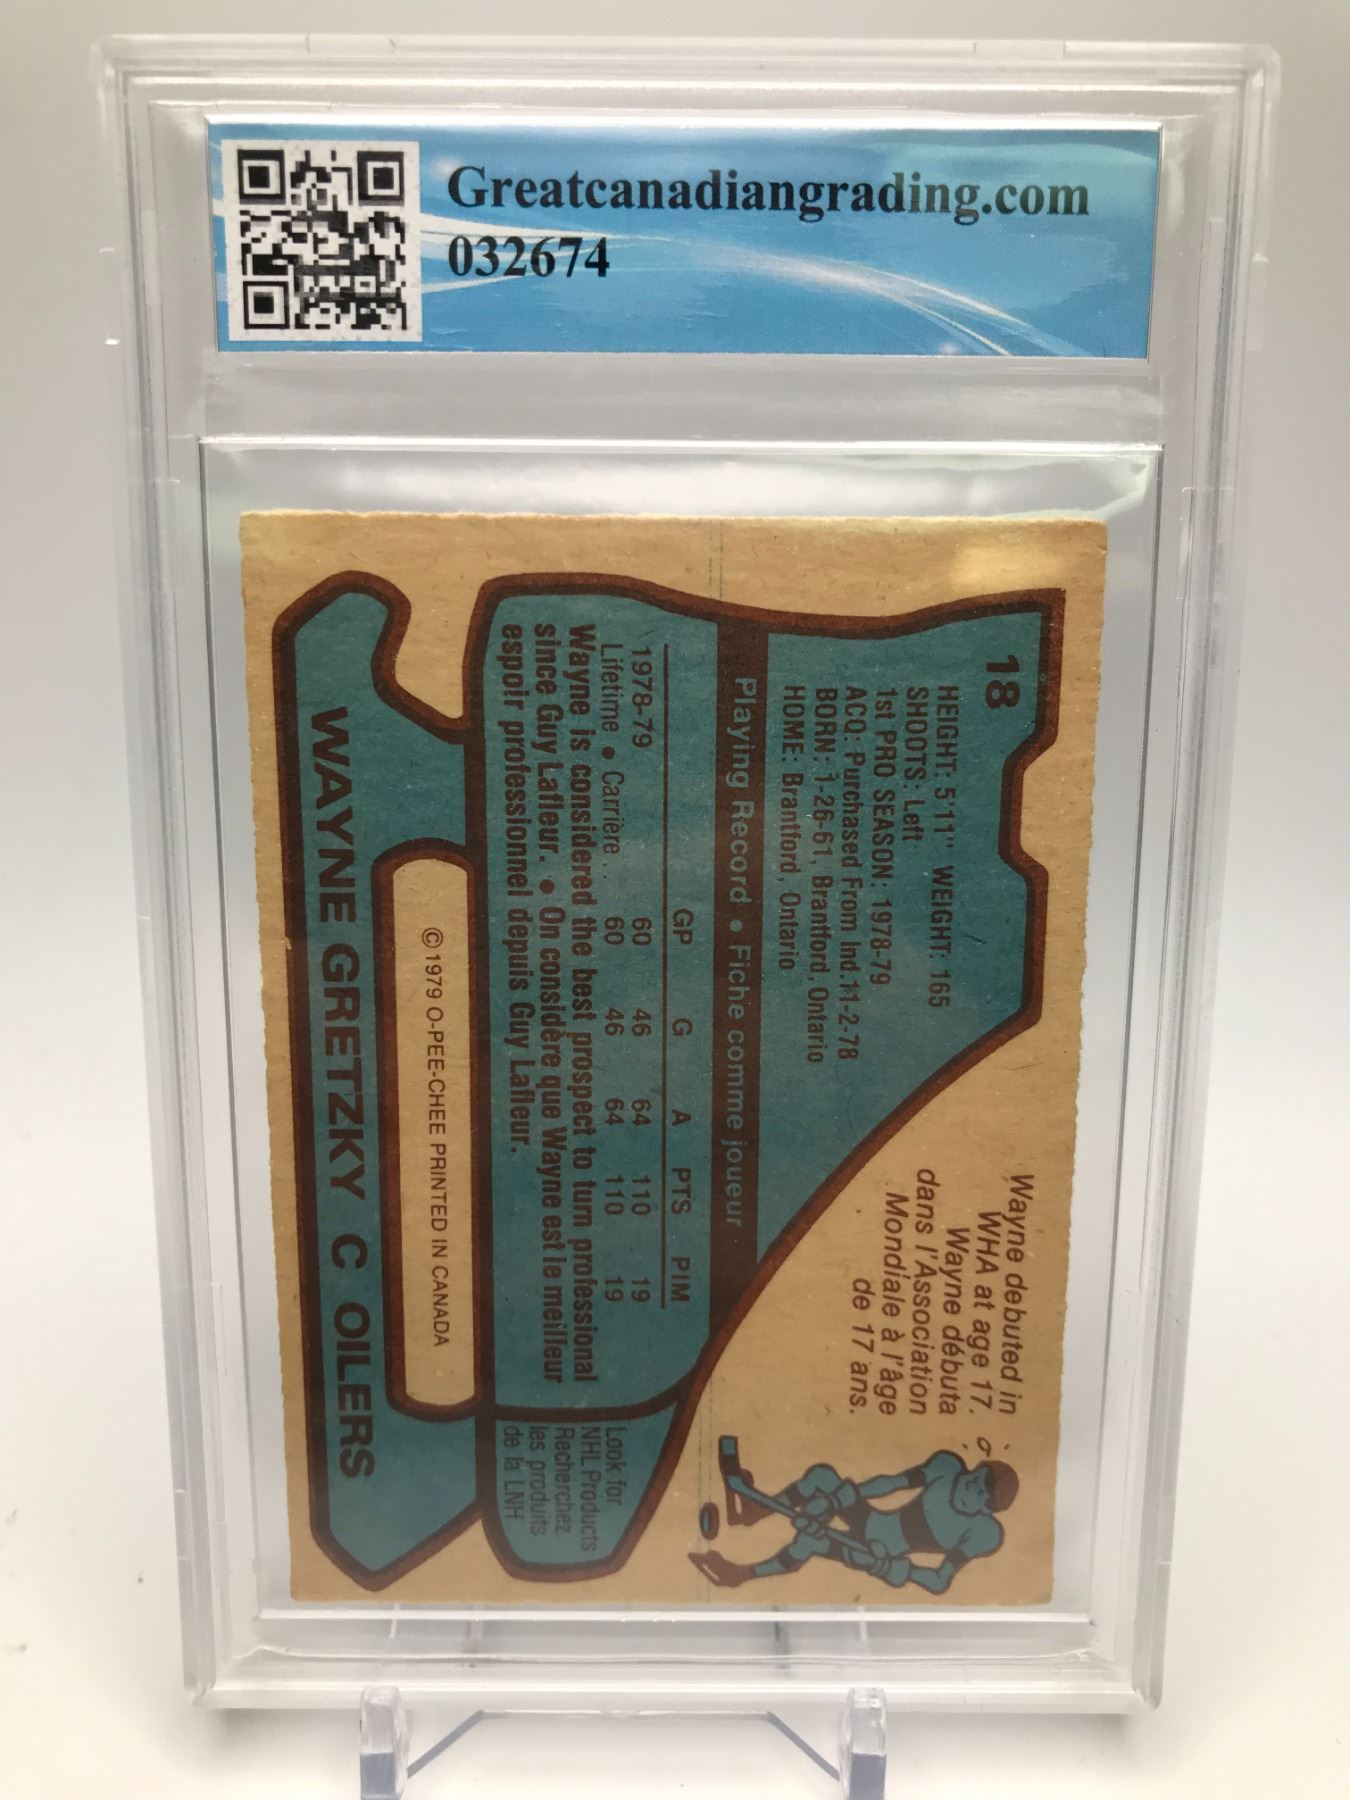 Greatcanadiangrading.com
032674
18
HEIGHT: 5'11" WEIGHT: 165
SHOOTS: Left
1st PRO SEASON: 1978-79
ACQ: Purchased From Ind. 11-2-78
BORN: 1-26-61, Brantford, Ontario
HOME: Brantford, Ontario
Wayne debuted in
WHA at age 17.
Wayne débuta
dans l'Association
Mondiale à l'âge
de 17 ans.
Playing Record • Fiche comme joueur
GP G A PTS PIM
1978-79 60 46 64 110 19
Lifetime • Carrière . 60 46 64 110 19
Wayne is considered the best prospect to turn professional
since Guy Lafleur. • On considère que Wayne est le meilleur
espoir professionnel depuis Guy Lafleur.
Look for
NHL Products
Recherchez
les produits
de la LNH
© 1979 O-PEE-CHEE PRINTED IN CANADA
WAYNE GRETZKY C OILERS